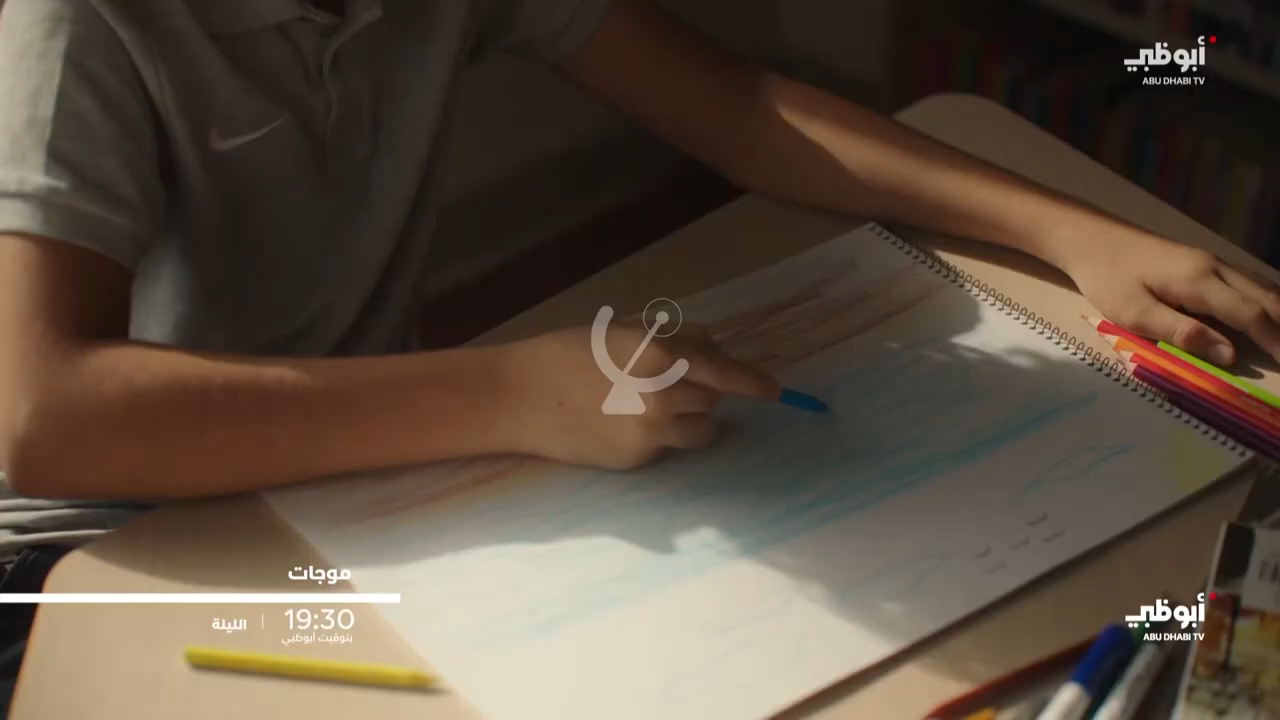 أبوظبي
ABU DHABI TV
موجات
19:30 | الليلة
بتوقيت أبوظبي
أبوظبي
ABU DHABI TV